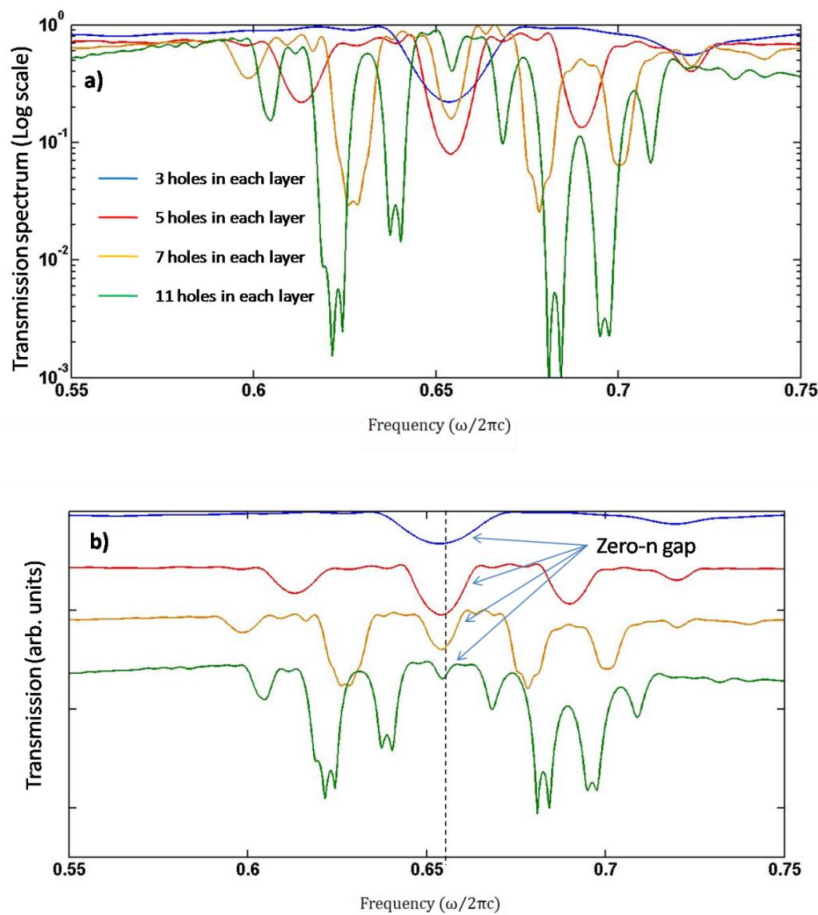 10⁰
a)
10⁻¹
3 holes in each layer
5 holes in each layer
7 holes in each layer
11 holes in each layer
10⁻²
10⁻³
Transmission spectrum (Log scale)
0.55
0.6
0.65
0.7
0.75
Frequency (ω/2πc)
b)
Zero-n gap
Transmission (arb. units)
0.55
0.6
0.65
0.7
0.75
Frequency (ω/2πc)